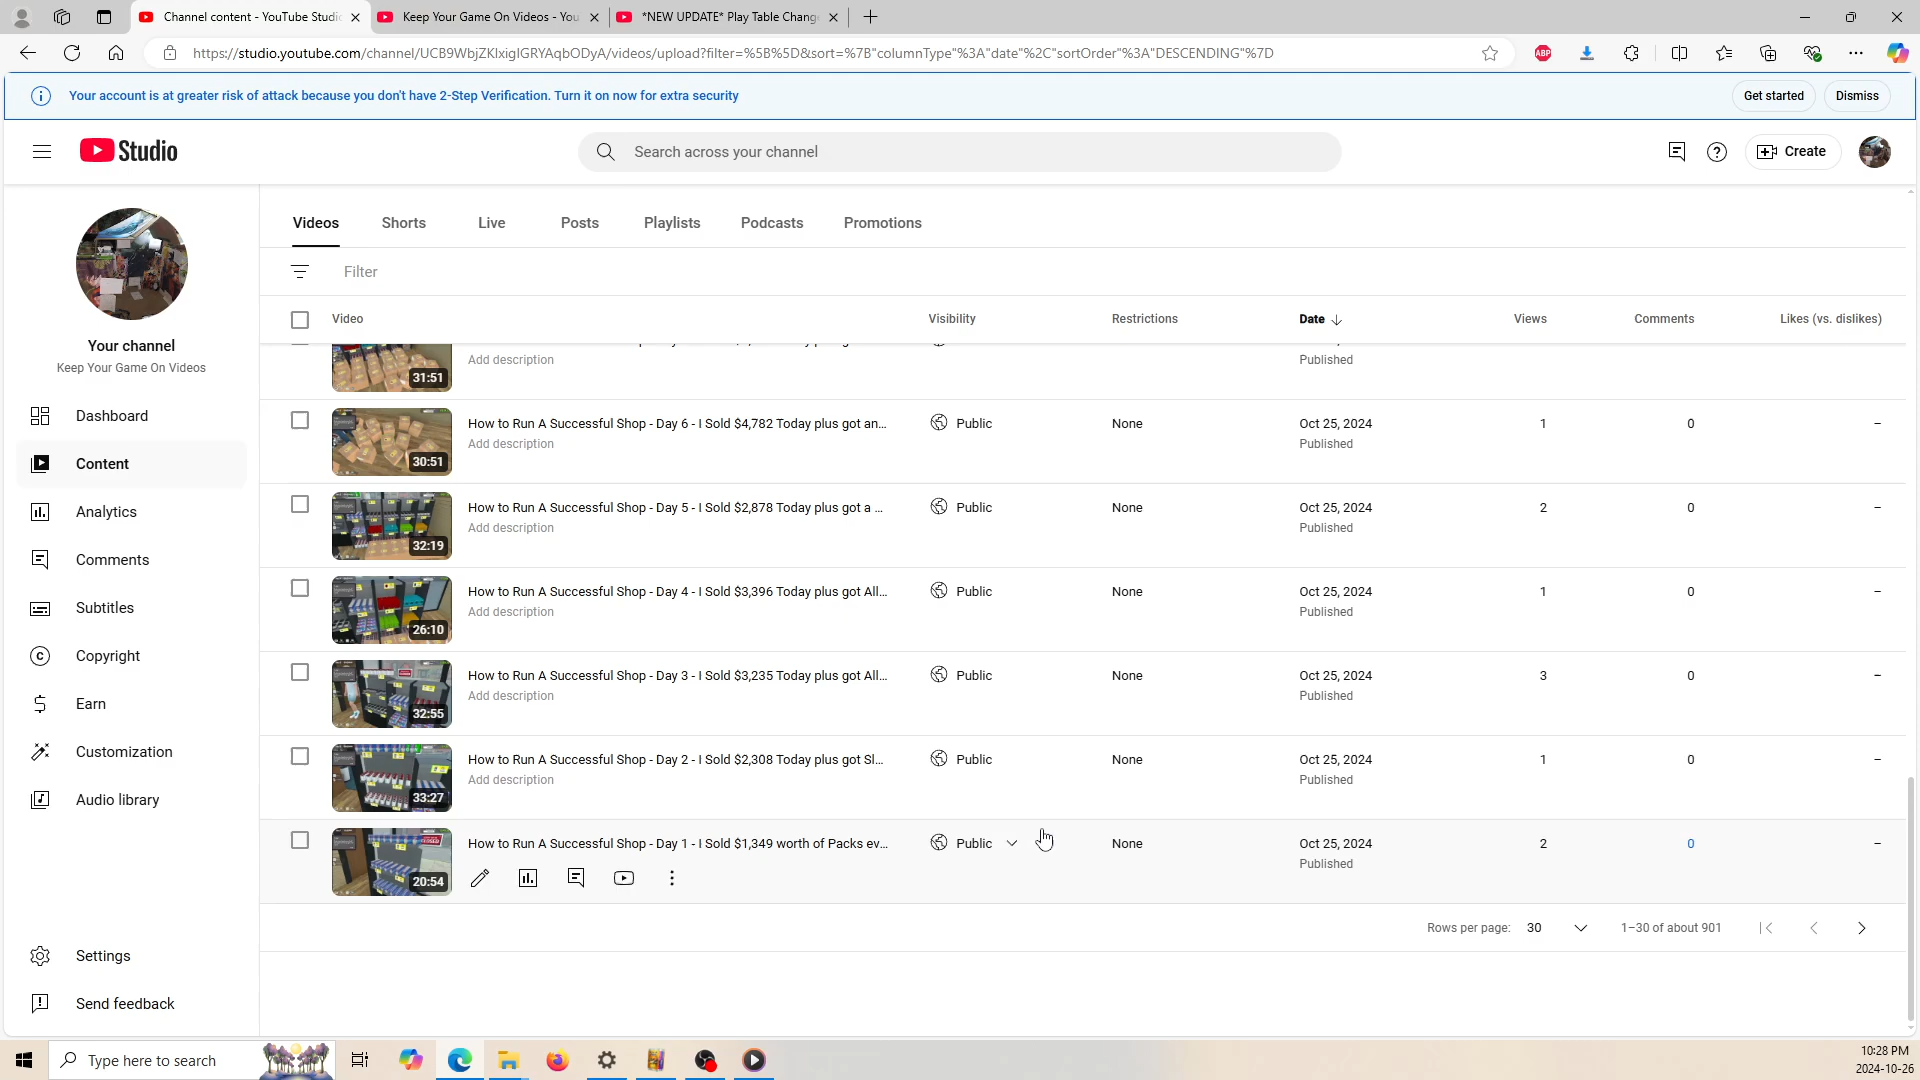 Channel content - YouTube Studio
Keep Your Game On Videos - You
*NEW UPDATE* Play Table Change
https://studio.youtube.com/channel/UCB9WbjZKlxigIGRYAqbODyA/videos/upload?filter=%5B%5D&sort=%7B"columnType"%3A"date"%2C"sortOrder"%3A"DESCENDING"%7D
ABP
Your account is at greater risk of attack because you don't have 2-Step Verification. Turn it on now for extra security
Get started
Dismiss
Studio
Search across your channel
Create
Videos
Shorts
Live
Posts
Playlists
Podcasts
Promotions
Filter
Video
Visibility
Restrictions
Date
Views
Comments
Likes (vs. dislikes)
Your channel
Keep Your Game On Videos
Dashboard
Content
Analytics
Comments
Subtitles
Copyright
Earn
Customization
Audio library
Settings
Send feedback
31:51
Add description
Published
30:51
How to Run A Successful Shop - Day 6 - I Sold $4,782 Today plus got an...
Add description
Public
None
Oct 25, 2024
Published
1
0
–
32:19
How to Run A Successful Shop - Day 5 - I Sold $2,878 Today plus got a ...
Add description
Public
None
Oct 25, 2024
Published
2
0
–
26:10
How to Run A Successful Shop - Day 4 - I Sold $3,396 Today plus got All...
Add description
Public
None
Oct 25, 2024
Published
1
0
–
32:55
How to Run A Successful Shop - Day 3 - I Sold $3,235 Today plus got All...
Add description
Public
None
Oct 25, 2024
Published
3
0
–
33:27
How to Run A Successful Shop - Day 2 - I Sold $2,308 Today plus got Sl...
Add description
Public
None
Oct 25, 2024
Published
1
0
–
20:54
How to Run A Successful Shop - Day 1 - I Sold $1,349 worth of Packs ev...
Public
None
Oct 25, 2024
Published
2
0
–
Rows per page: 30
1–30 of about 901
Type here to search
10:28 PM
2024-10-26